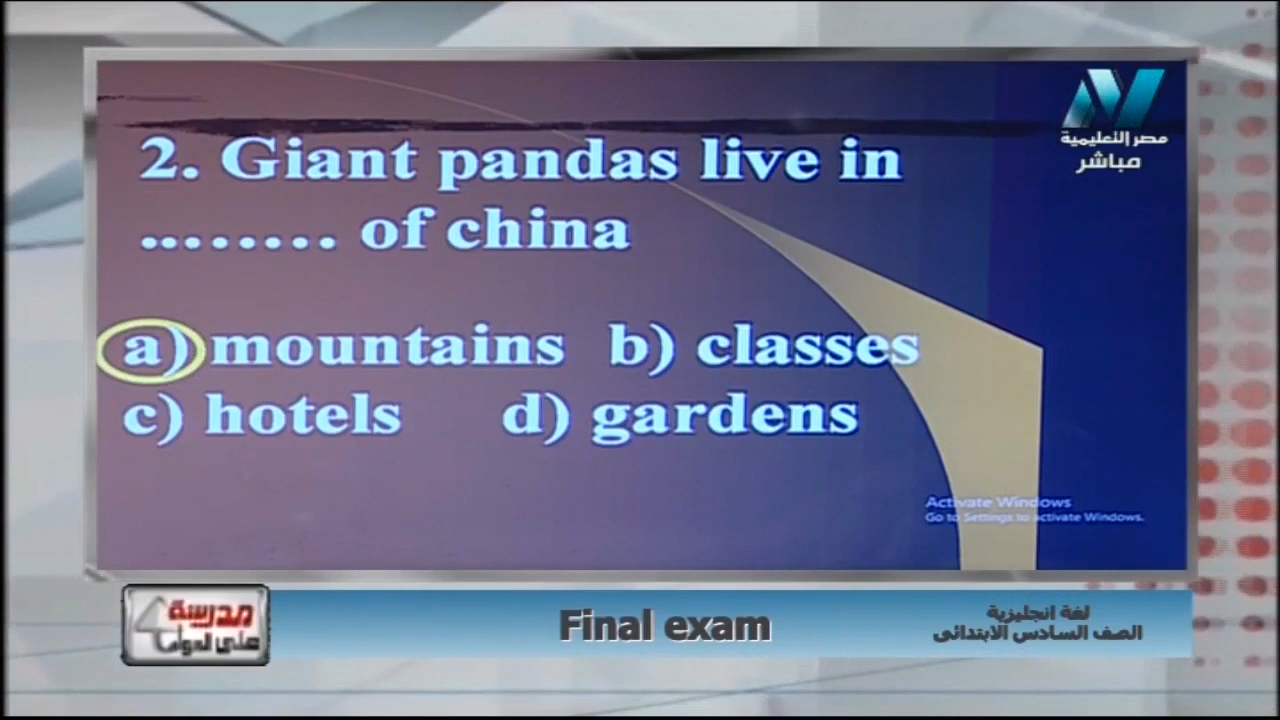 مصر التعليمية
مباشر
2. Giant pandas live in
......... of china
a) mountains b) classes
c) hotels d) gardens
Activate Windows
Go to Settings to activate Windows.
مدرسة
على الهواء
Final exam
لغة انجليزية
الصف السادس الابتدائى